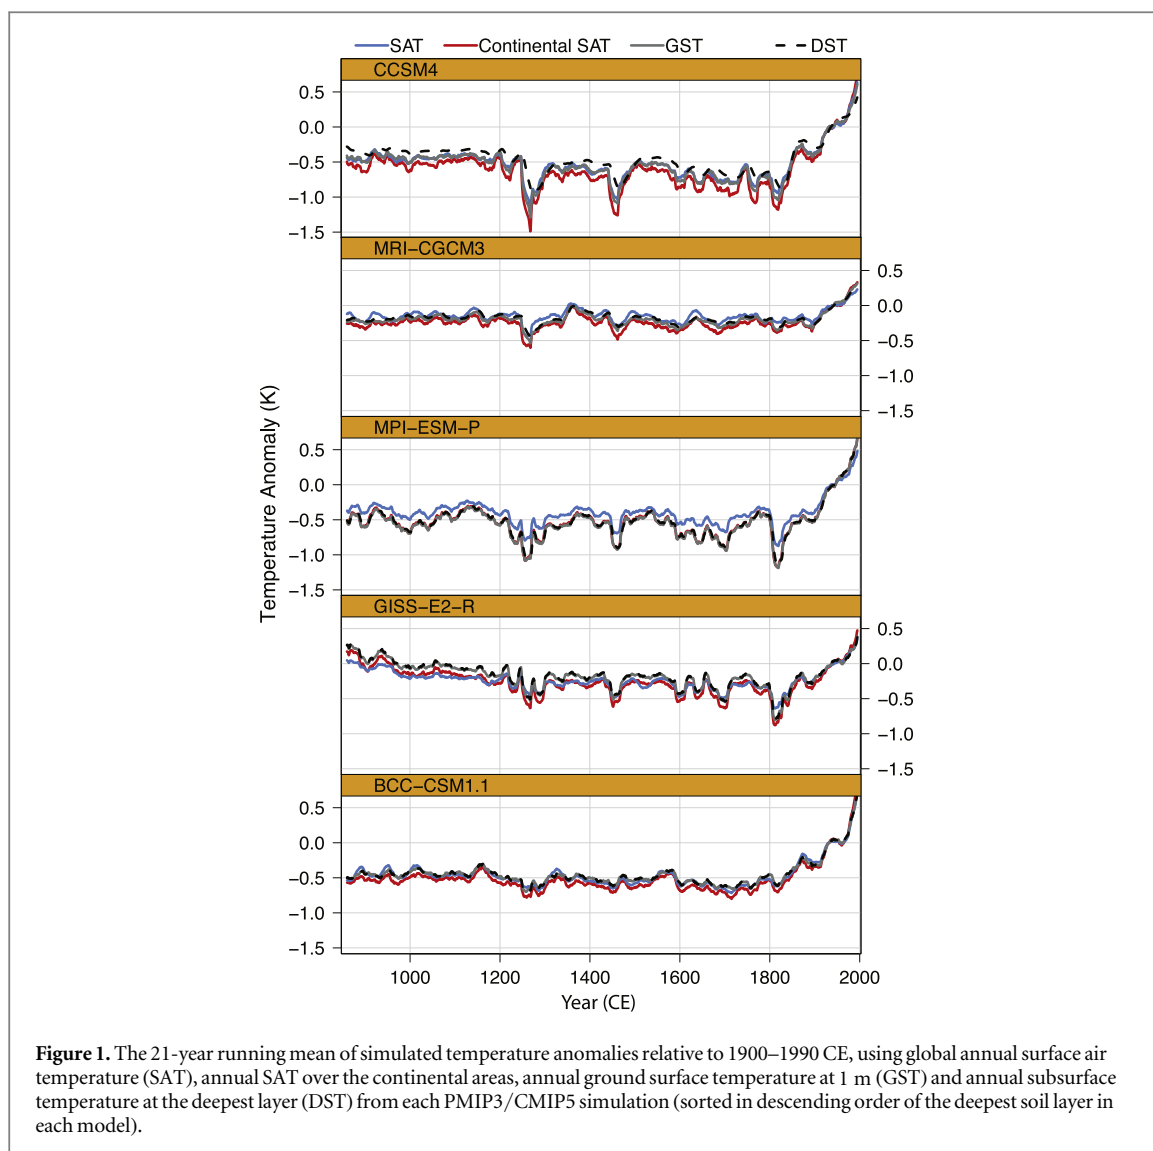 SAT Continental SAT GST DST
CCSM4
0.5
0.0
−0.5
−1.0
−1.5
MRI−CGCM3
0.5
0.0
−0.5
−1.0
−1.5
MPI−ESM−P
0.5
0.0
−0.5
−1.0
−1.5
GISS−E2−R
0.5
0.0
−0.5
−1.0
−1.5
BCC−CSM1.1
0.5
0.0
−0.5
−1.0
−1.5
Temperature Anomaly (K)
1000 1200 1400 1600 1800 2000
Year (CE)
Figure 1. The 21-year running mean of simulated temperature anomalies relative to 1900–1990 CE, using global annual surface air
temperature (SAT), annual SAT over the continental areas, annual ground surface temperature at 1 m (GST) and annual subsurface
temperature at the deepest layer (DST) from each PMIP3/CMIP5 simulation (sorted in descending order of the deepest soil layer in
each model).